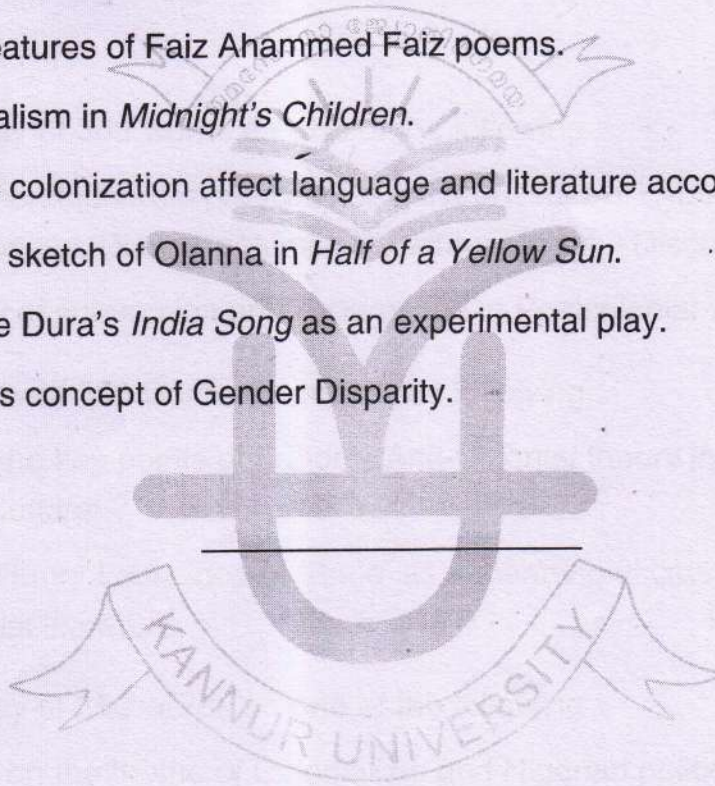 eatures of Faiz Ahammed Faiz poems.
alism in Midnight's Children.
colonization affect language and literature acco
sketch of Olanna in Half of a Yellow Sun.
e Dura's India Song as an experimental play.
s concept of Gender Disparity.
KANNUR UNIVERSITY